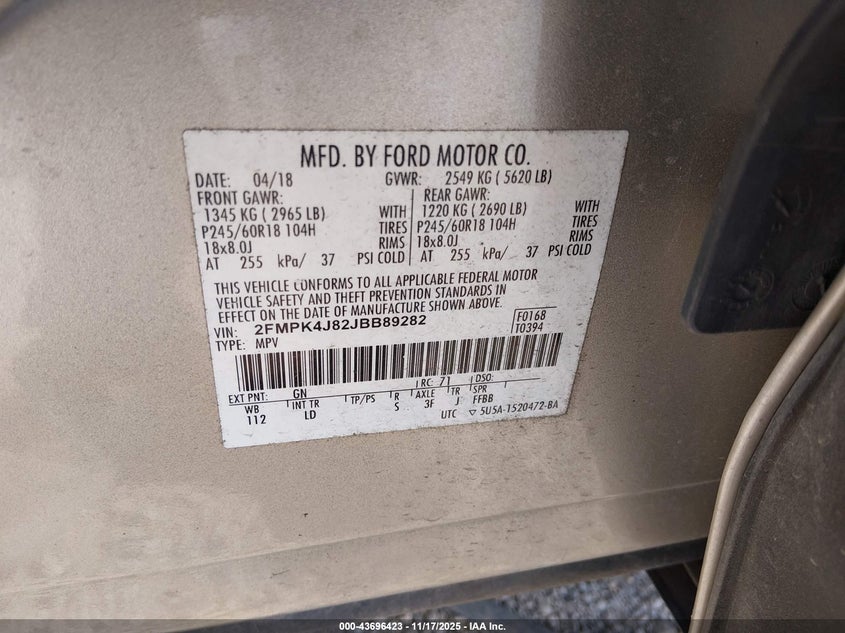 MFD. BY FORD MOTOR CO.
DATE: 04/18 GVWR: 2549 KG ( 5620 LB)
FRONT GAWR: REAR GAWR:
1345 KG ( 2965 LB) WITH 1220 KG ( 2690 LB) WITH
P245/60R18 104H TIRES P245/60R18 104H TIRES
18x8.0J RIMS 18x8.0J RIMS
AT 255 kPa/ 37 PSI COLD AT 255 kPa/ 37 PSI COLD
THIS VEHICLE CONFORMS TO ALL APPLICABLE FEDERAL MOTOR
VEHICLE SAFETY AND THEFT PREVENTION STANDARDS IN
EFFECT ON THE DATE OF MANUFACTURE SHOWN ABOVE.
VIN: 2FMPK4J82JBB89282 F0168
TYPE: MPV T0394
EXT PNT: GN RC: 71 DSO:
WB INT TR TP/PS R AXLE TR SPR
112 LD S 3F J FFBB
UTC ▽ 5U5A-1520472-BA
000-43696423 - 11/17/2025 - IAA Inc.